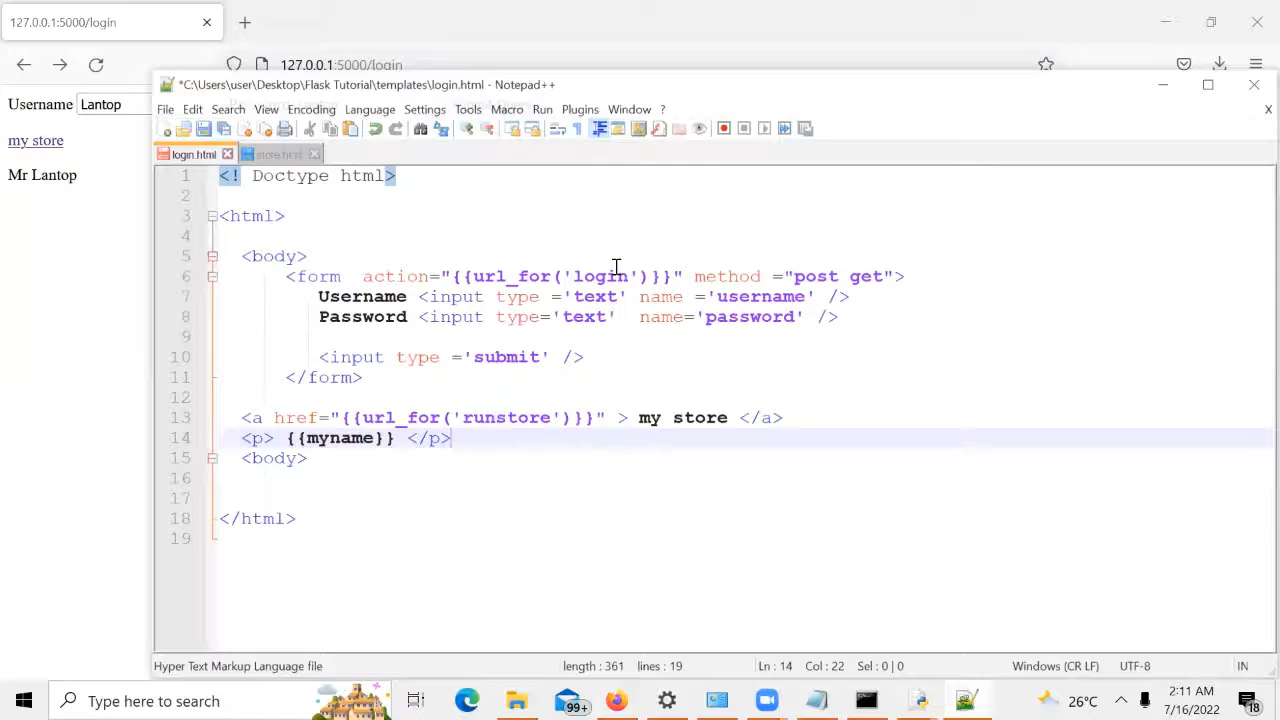 127.0.0.1:5000/login
127.0.0.1:5000/login
*C:\Users\user\Desktop\Flask Tutorial\templates\login.html - Notepad++
Username Lantop
my store
Mr Lantop
File Edit Search View Encoding Language Settings Tools Macro Run Plugins Window ? X
login.html store.html
1 <! Doctype html>
2
3 <html>
4
5 <body>
6 <form action="{{url_for('login')}}" method ="post get">
7 Username <input type ='text' name ='username' />
8 Password <input type='text' name='password' />
9
10 <input type ='submit' />
11 </form>
12
13 <a href="{{url_for('runstore')}}" > my store </a>
14 <p> {{myname}} </p>
15 <body>
16
17
18 </html>
19
Hyper Text Markup Language file length : 361 lines : 19 Ln : 14 Col : 22 Sel : 0 | 0 Windows (CR LF) UTF-8 IN
Type here to search 99+ 26°C 2:11 AM
7/16/2022 18